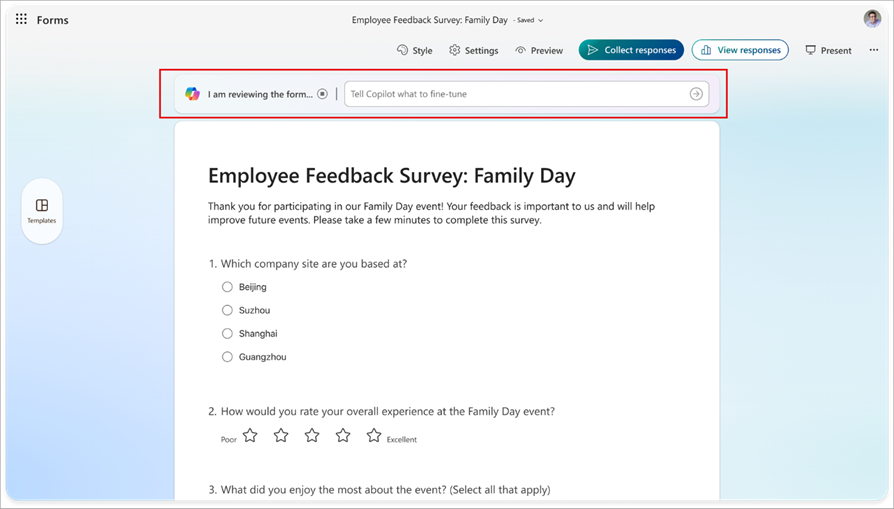 Forms
Employee Feedback Survey: Family Day - Saved
Style
Settings
Preview
Collect responses
View responses
Present
I am reviewing the form...
Tell Copilot what to fine-tune
Templates
Employee Feedback Survey: Family Day
Thank you for participating in our Family Day event! Your feedback is important to us and will help
improve future events. Please take a few minutes to complete this survey.
1. Which company site are you based at?
Beijing
Suzhou
Shanghai
Guangzhou
2. How would you rate your overall experience at the Family Day event?
Poor
Excellent
3. What did you enjoy the most about the event? (Select all that apply)